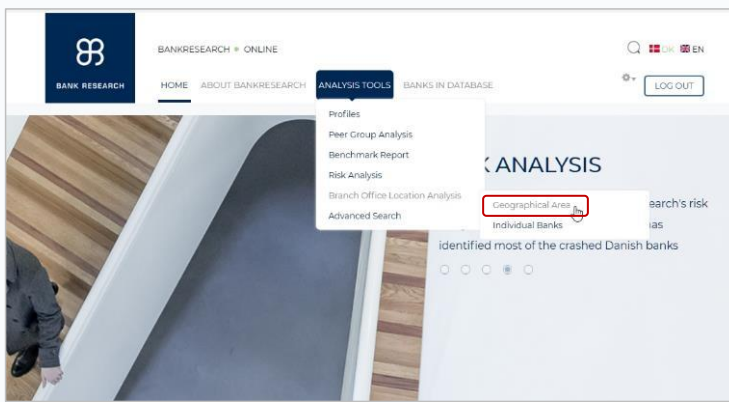 BANK RESEARCH
BANKRESEARCH • ONLINE
DK EN
HOME ABOUT BANKRESEARCH ANALYSIS TOOLS BANKS IN DATABASE
LOG OUT
Profiles
Peer Group Analysis
Benchmark Report
Risk Analysis
Branch Office Location Analysis
Advanced Search
Geographical Area
Individual Banks
K ANALYSIS
earch's risk
has
identified most of the crashed Danish banks